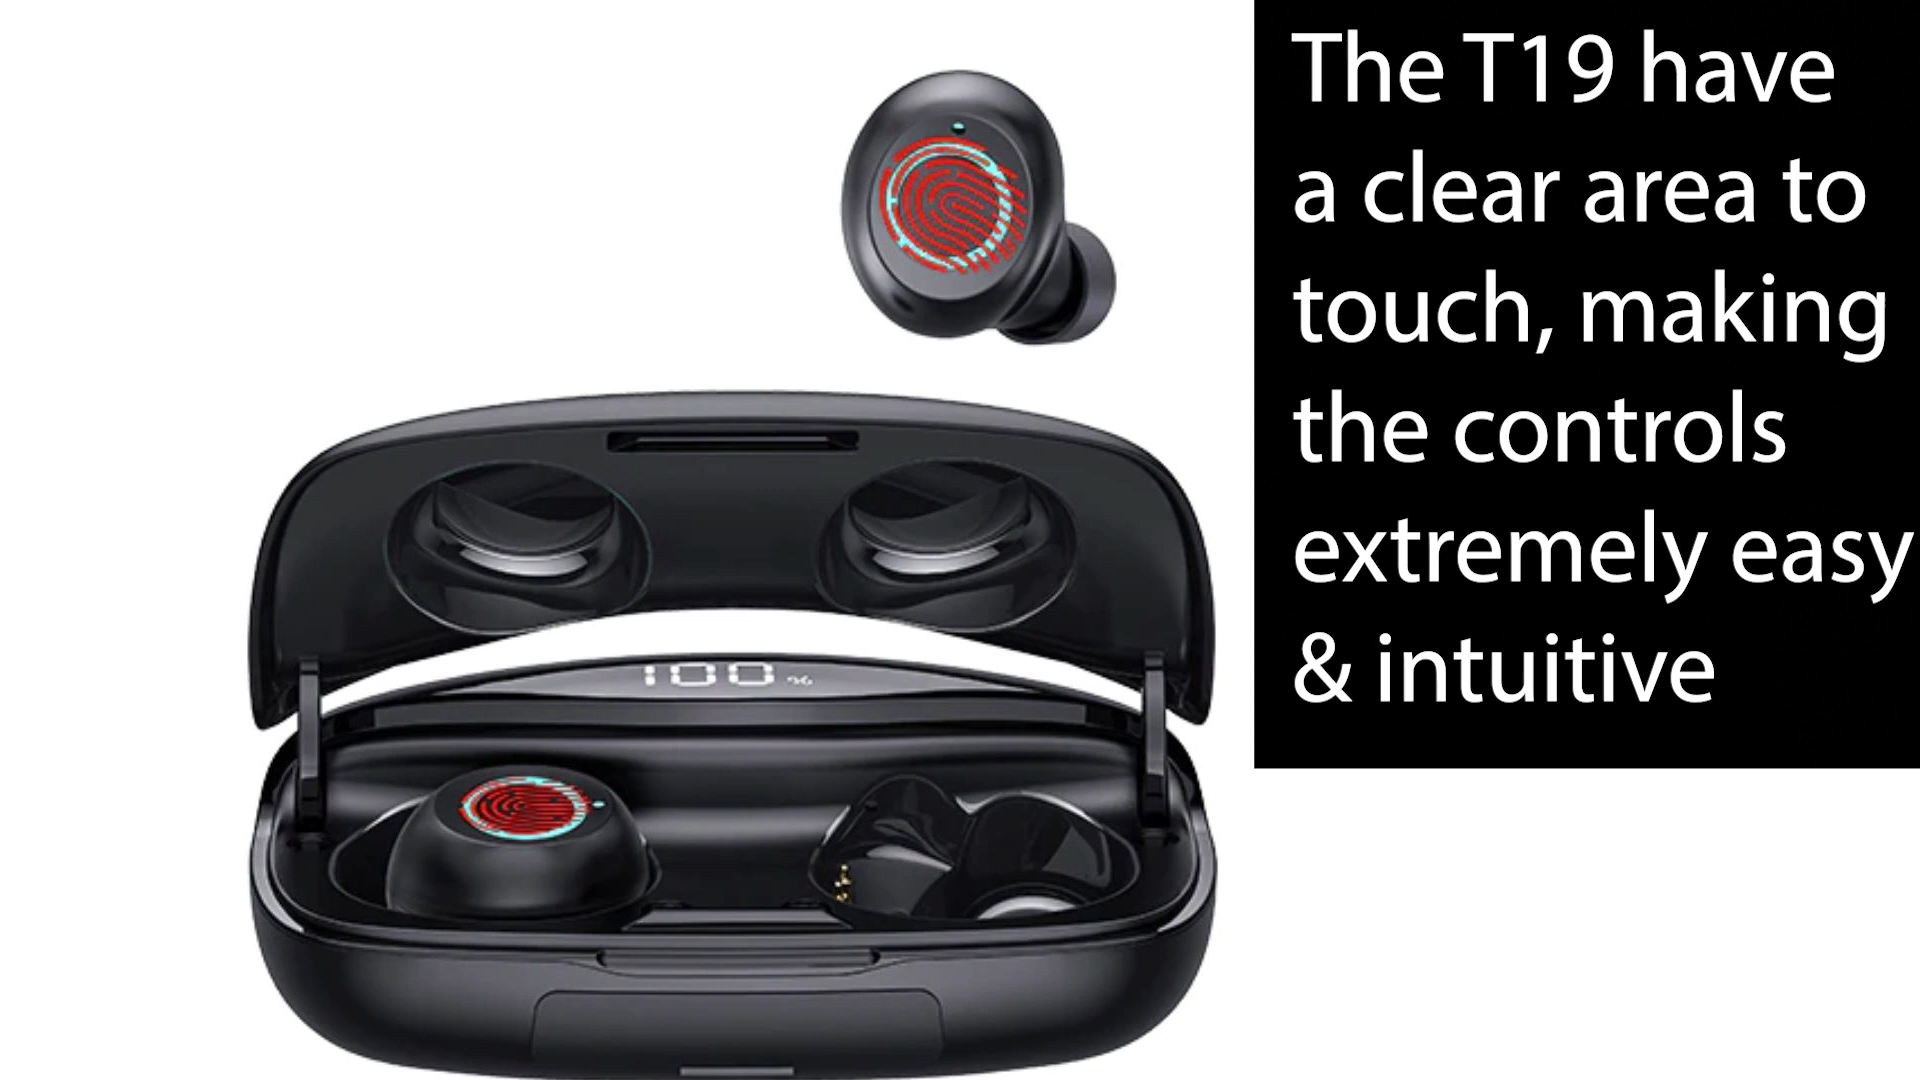 The T19 have
a clear area to
touch, making
the controls
extremely easy
& intuitive
100 %